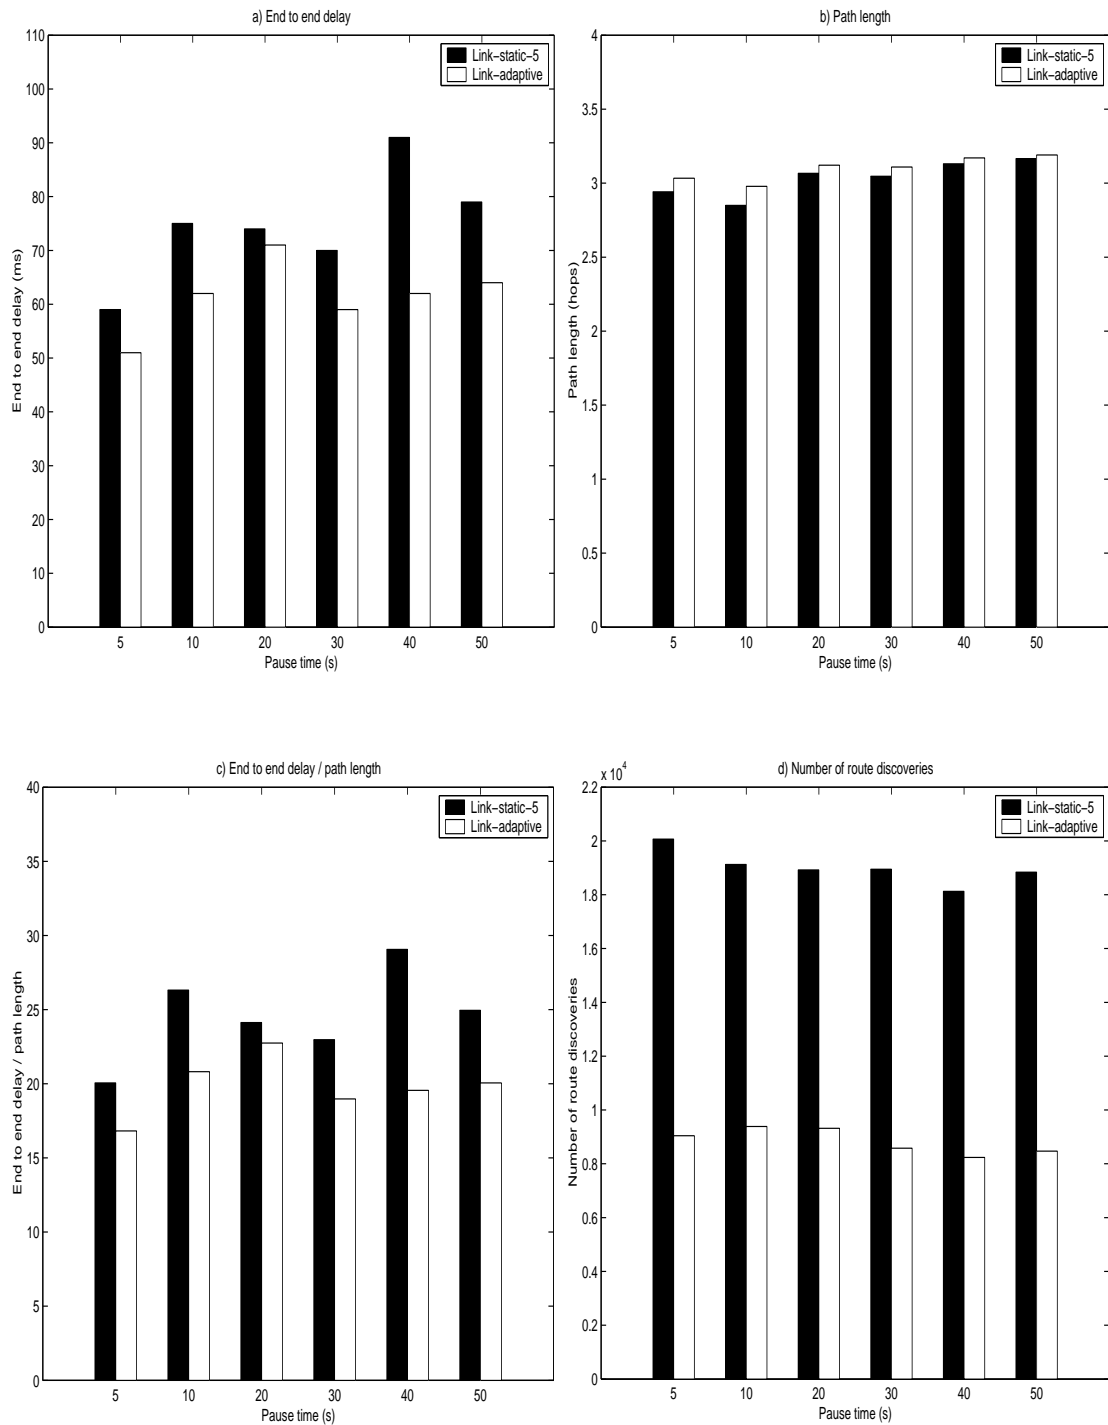 a) End to end delay
110
100
90
80
70
60
50
40
30
20
10
0
End to end delay (ms)
Link-static-5
Link-adaptive
5 10 20 30 40 50
Pause time (s)
b) Path length
4
3.5
3
2.5
2
1.5
1
0.5
0
Path length (hops)
Link-static-5
Link-adaptive
5 10 20 30 40 50
Pause time (s)
c) End to end delay / path length
40
35
30
25
20
15
10
5
0
End to end delay / path length
Link-static-5
Link-adaptive
5 10 20 30 40 50
Pause time (s)
d) Number of route discoveries
x 10^4
2.2
2
1.8
1.6
1.4
1.2
1
0.8
0.6
0.4
0.2
0
Number of route discoveries
Link-static-5
Link-adaptive
5 10 20 30 40 50
Pause time (s)